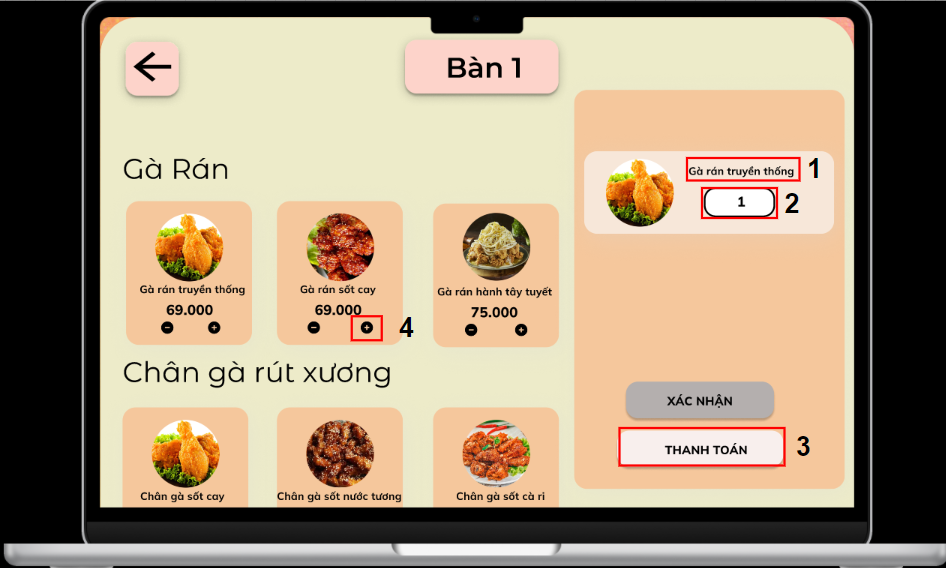 Bàn 1
Gà Rán
Gà rán truyền thống
69.000
Gà rán sốt cay
69.000
4
Gà rán hành tây tuyết
75.000
Chân gà rút xương
Chân gà sốt cay
Chân gà sốt nước tương
Chân gà sốt cà ri
Gà rán truyền thống
1
1
2
XÁC NHẬN
THANH TOÁN
3